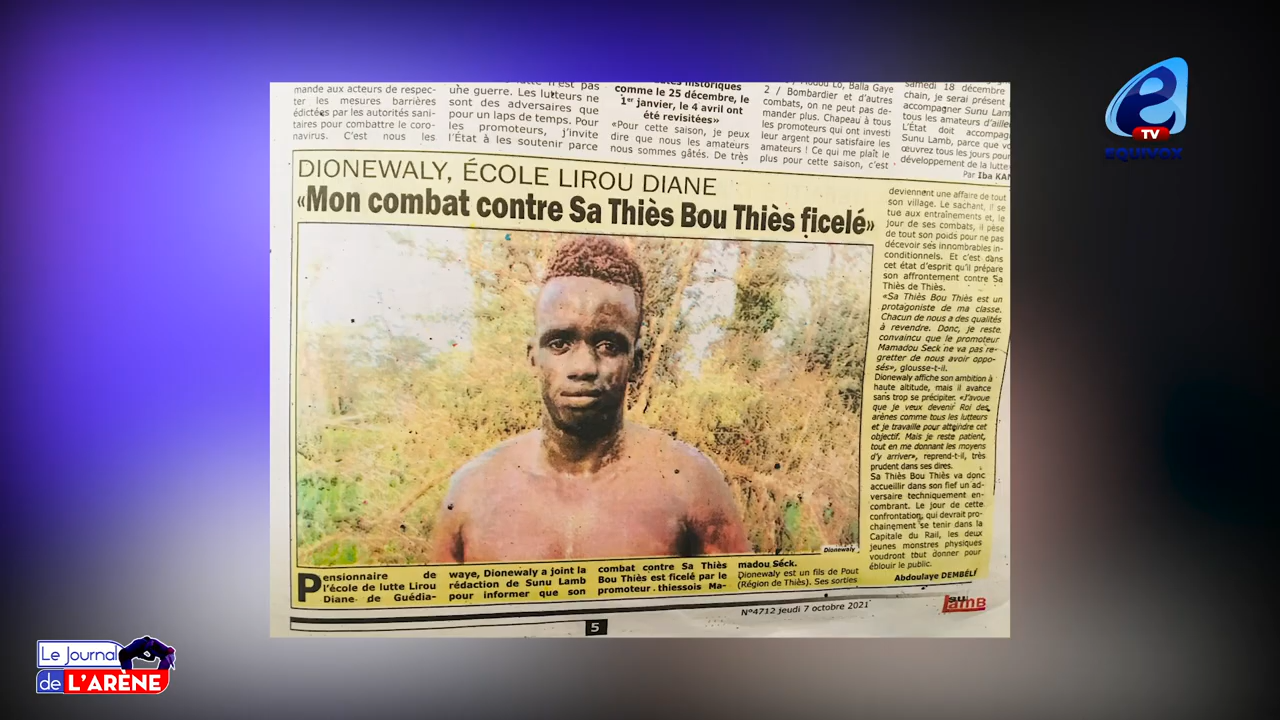 mande aux acteurs de respec-
ter les mesures barrières
édictées par les autorités sani-
taires pour combattre le coro-
navirus. C'est nous les
n'est pas
une guerre. Les lutteurs ne
sont des adversaires que
pour un laps de temps. Pour
les promoteurs, j'invite
l'État à les soutenir parce
historiques
comme le 25 décembre, le
1er janvier, le 4 avril ont
été revisitées»
«Pour cette saison, je peux
dire que nous les amateurs
nous sommes gâtés. De très
Lô, Balla Gaye
2 / Bombardier et d'autres
combats, on ne peut pas de-
mander plus. Chapeau à tous
les promoteurs qui ont investi
leur argent pour satisfaire les
amateurs ! Ce qui me plaît le
plus pour cette saison, c'est
samedi 18 décembre
chain, je serai présent
accompagner Sunu Lam
tous les amateurs d'aille
L'État doit accompag
Sunu Lamb, parce que vo
œuvrez tous les jours pour
développement de la lutte
Par Iba KAN
DIONEWALY, ÉCOLE LIROU DIANE
«Mon combat contre Sa Thiès Bou Thiès ficelé»
Dionewaly
Pensionnaire de
l'école de lutte Lirou
Diane de Guédia-
waye, Dionewaly a joint la
rédaction de Sunu Lamb
pour informer que son
combat contre Sa Thiès
Bou Thiès est ficelé par le
promoteur thiessois Ma-
madou Seck.
Dionewaly est un fils de Pout
(Région de Thiès). Ses sorties
deviennent une affaire de tout
son village. Le sachant, il se
tue aux entraînements et, le
jour de ses combats, il pèse
de tout son poids pour ne pas
décevoir ses innombrables in-
conditionnels. Et c'est dans
cet état d'esprit qu'il prépare
son affrontement contre Sa
Thiès de Thiès.
«Sa Thiès Bou Thiès est un
protagoniste de ma classe.
Chacun de nous a des qualités
à revendre. Donc, je reste
convaincu que le promoteur
Mamadou Seck ne va pas re-
gretter de nous avoir oppo-
sés», glousse-t-il.
Dionewaly affiche son ambition à
haute altitude, mais il avance
sans trop se précipiter. «J'avoue
que je veux devenir Roi des
arènes comme tous les lutteurs
et je travaille pour atteindre cet
objectif. Mais je reste patient,
tout en me donnant les moyens
d'y arriver», reprend-t-il, très
prudent dans ses dires.
Sa Thiès Bou Thiès va donc
accueillir dans son fief un ad-
versaire techniquement en-
combrant. Le jour de cette
confrontation, qui devrait pro-
chainement se tenir dans la
Capitale du Rail, les deux
jeunes monstres physiques
voudront tout donner pour
éblouir le public.
Abdoulaye DEMBÉLÉ
5
N°4712 jeudi 7 octobre 2021
su
lamB
e
TV
EQUIVOX
Le Journal
de L'ARÈNE